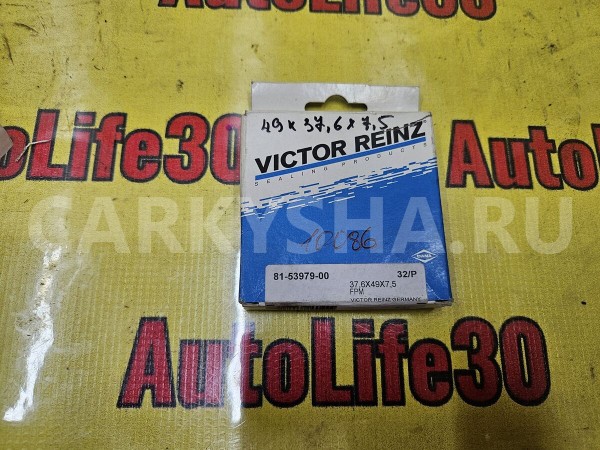 AutoLife30
AutoLife30
49 x 37,6 x 7,5
VICTOR REINZ
SEALING PRODUCTS
AutoLife30
CARKYSHA.RU
10086
81-53979-00 32/P
37,6X49X7,5
FPM
VICTOR REINZ GERMANY
AutoLife30